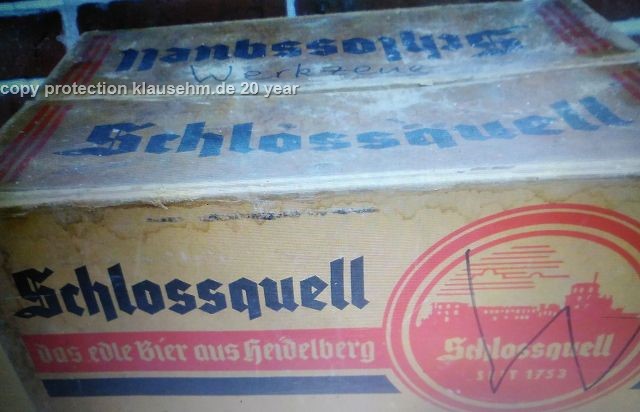 Schlossquell
Werkzeug
copy protection klausehm.de 20 year
Schlossquell
Schlossquell
das edle Bier aus Heidelberg
Schlossquell
SEIT 1753